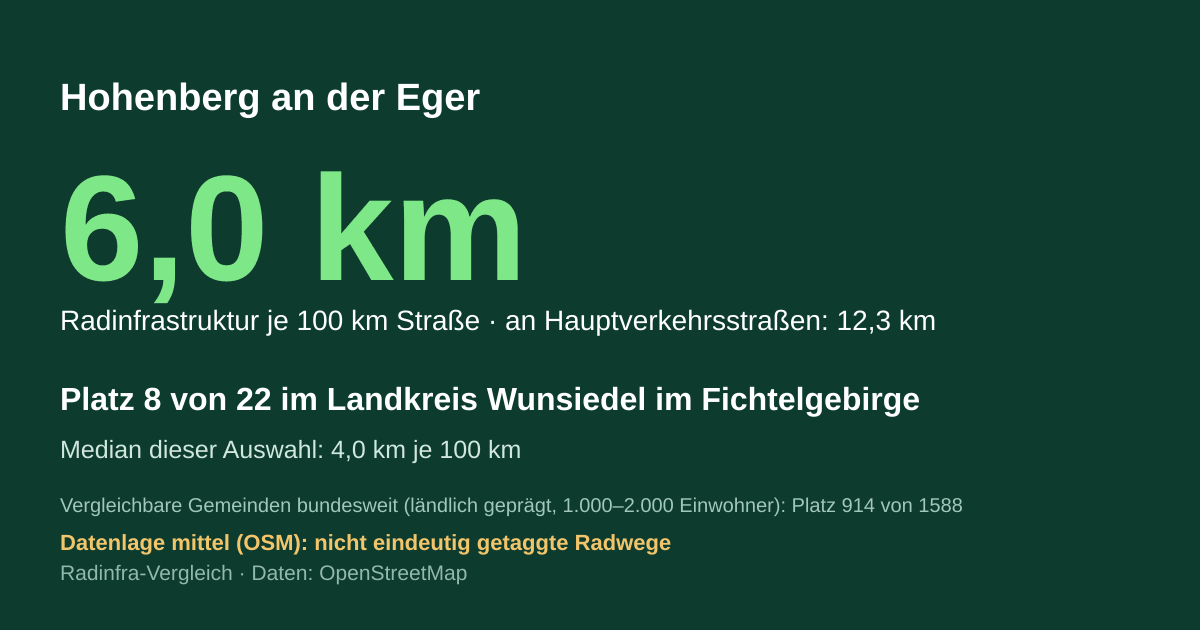 Hohenberg an der Eger
6,0 km
Radinfrastruktur je 100 km Straße · an Hauptverkehrsstraßen: 12,3 km
Platz 8 von 22 im Landkreis Wunsiedel im Fichtelgebirge
Median dieser Auswahl: 4,0 km je 100 km
Vergleichbare Gemeinden bundesweit (ländlich geprägt, 1.000–2.000 Einwohner): Platz 914 von 1588
Datenlage mittel (OSM): nicht eindeutig getaggte Radwege
Radinfra-Vergleich · Daten: OpenStreetMap